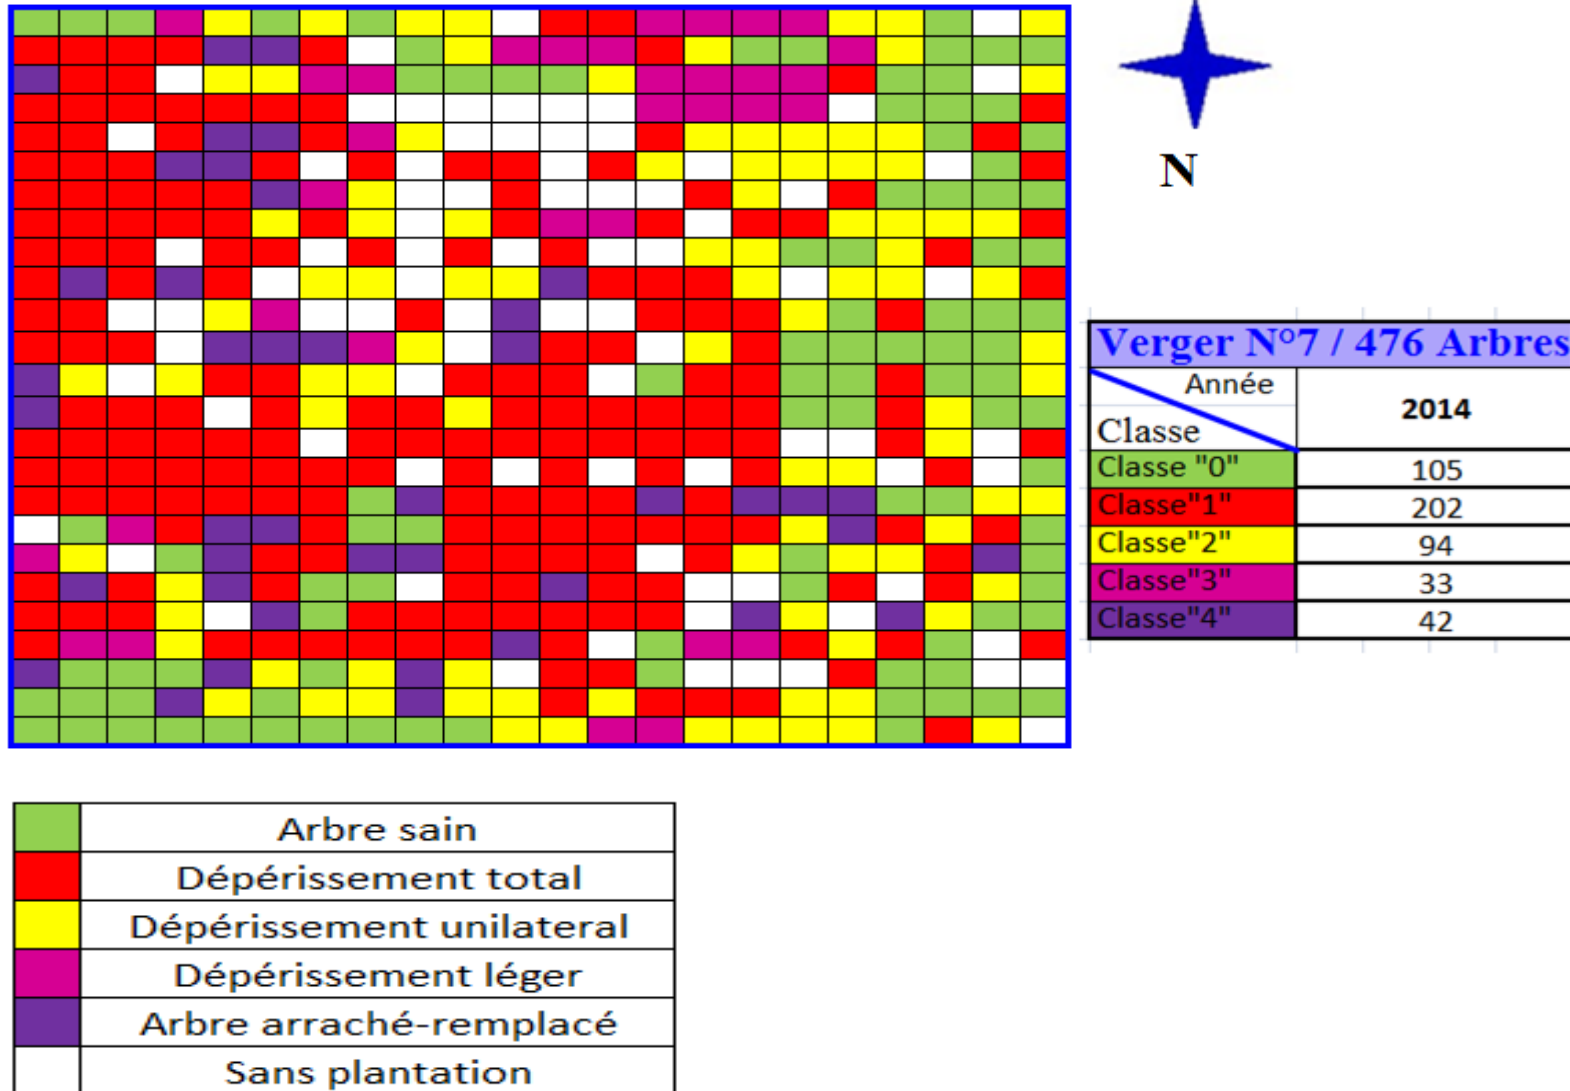 N
Verger N°7 / 476 Arbres
Année
2014
Classe
Classe "0" 105
Classe"1" 202
Classe"2" 94
Classe"3" 33
Classe"4" 42
Arbre sain
Dépérissement total
Dépérissement unilateral
Dépérissement léger
Arbre arraché-remplacé
Sans plantation